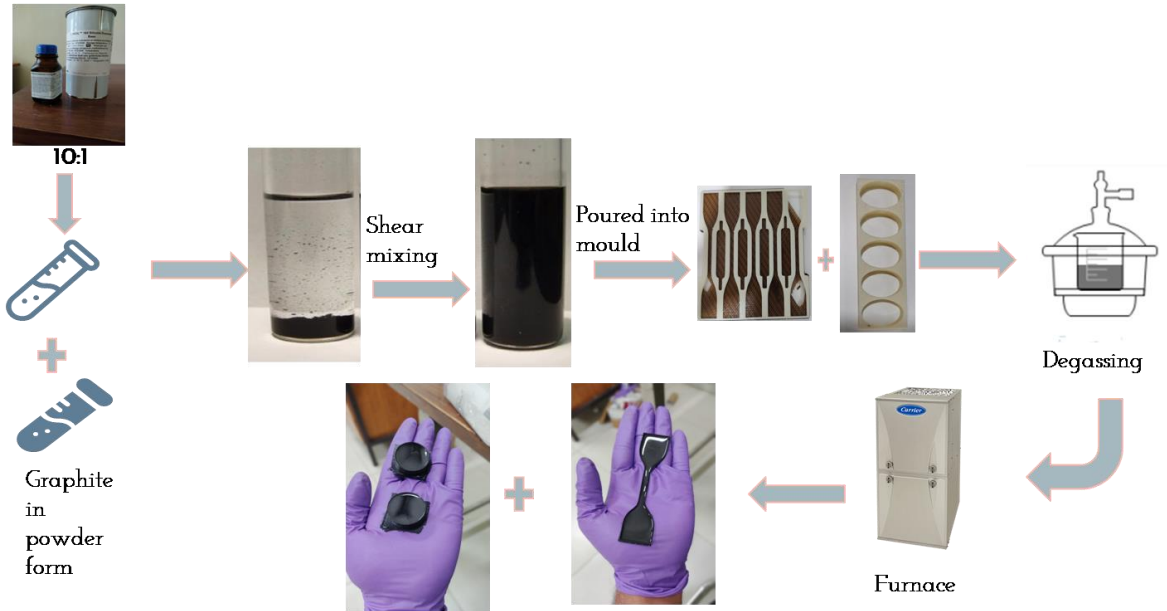 10:1
Shear
mixing
Poured into
mould
Degassing
Graphite
in
powder
form
Carrier
Furnace